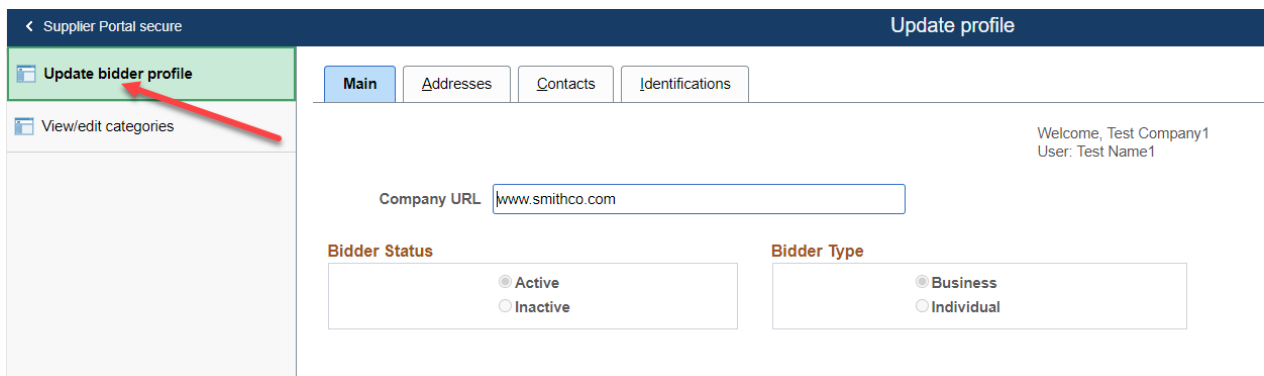 Supplier Portal secure
Update profile
Update bidder profile
View/edit categories
Main Addresses Contacts Identifications
Welcome, Test Company1
User: Test Name1
Company URL www.smithco.com
Bidder Status
Active
Inactive
Bidder Type
Business
Individual